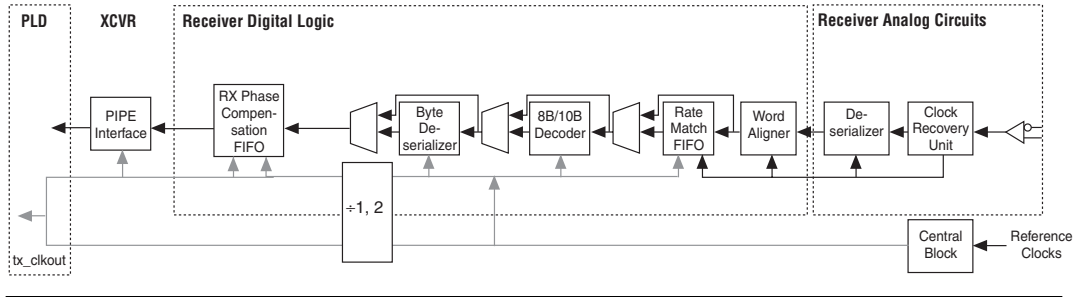 PLD
XCVR
Receiver Digital Logic
Receiver Analog Circuits
RX Phase
Compen-
sation
FIFO
PIPE
Interface
Byte
De-
serializer
8B/10B
Decoder
Rate
Match
FIFO
Word
Aligner
De-
serializer
Clock
Recovery
Unit
÷1, 2
tx_clkout
Central
Block
Reference
Clocks